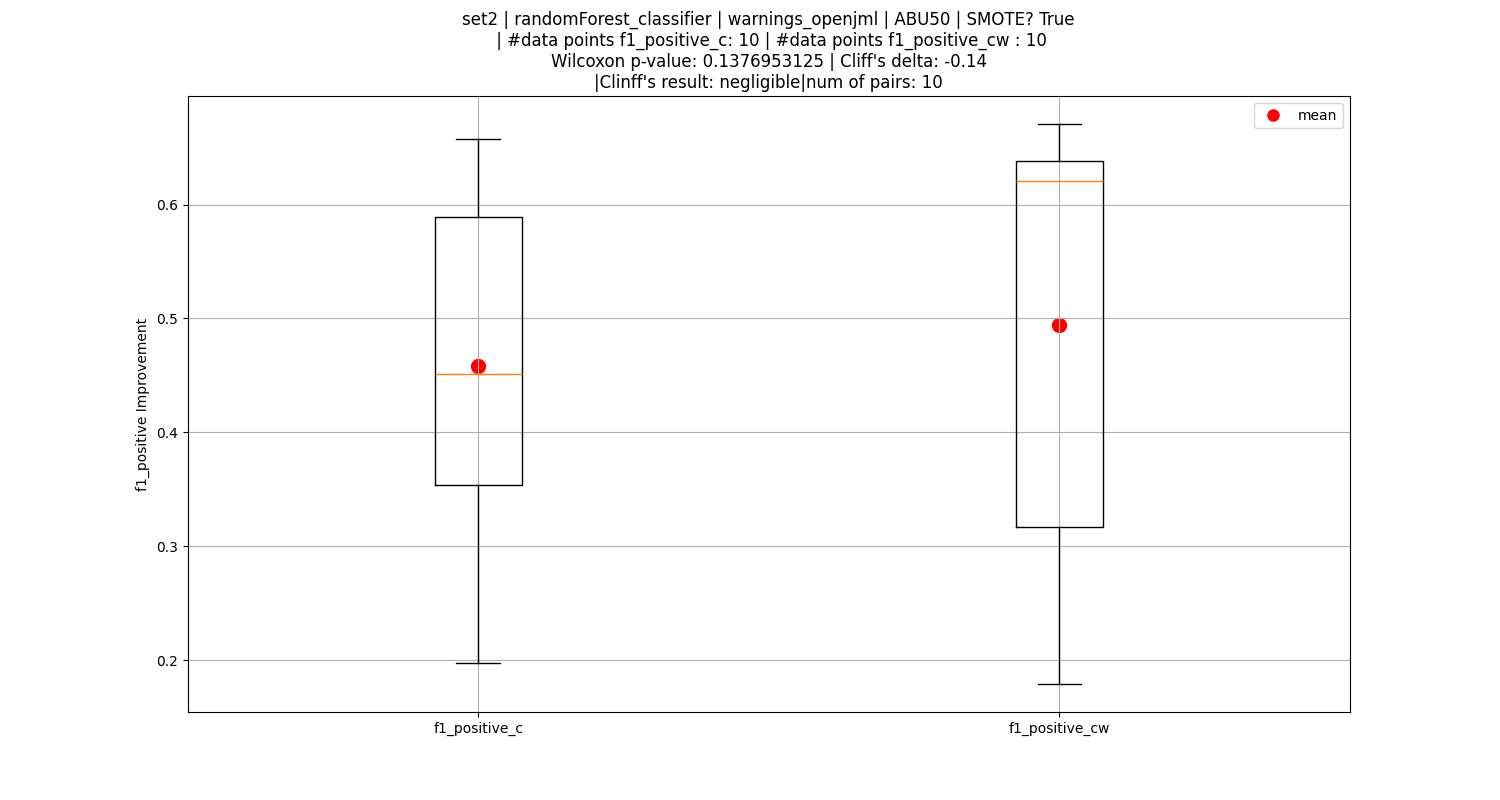 set2 | randomForest_classifier | warnings_openjml | ABU50 | SMOTE? True
| #data points f1_positive_c: 10 | #data points f1_positive_cw : 10
Wilcoxon p-value: 0.1376953125 | Cliff's delta: -0.14
|Clinff's result: negligible|num of pairs: 10
mean
0.6
0.5
0.4
0.3
0.2
f1_positive Improvement
f1_positive_c
f1_positive_cw